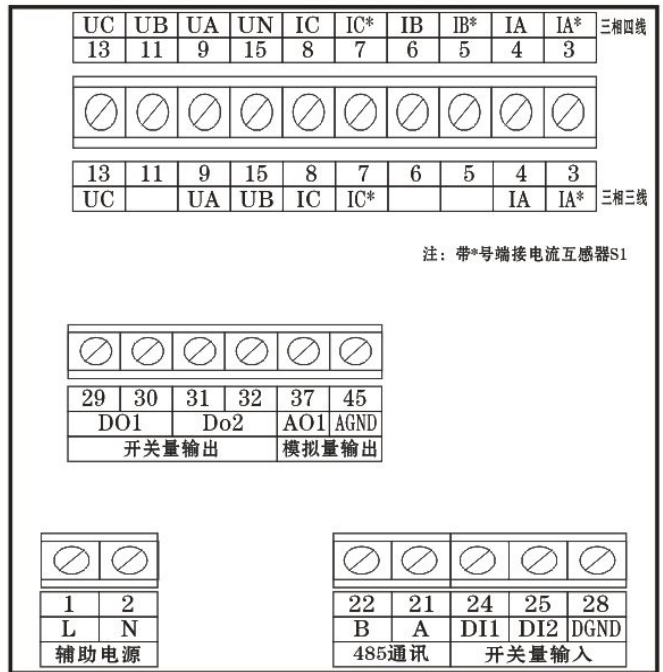 UC UB UA UN IC IC* IB IB* IA IA* 三相四线
13 11 9 15 8 7 6 5 4 3
13 11 9 15 8 7 6 5 4 3
UC UA UB IC IC* IA IA* 三相三线
注：带*号端接电流互感器S1
29 30 31 32 37 45
DO1 Do2 AO1 AGND
开关量输出 模拟量输出
1 2
L N
辅助电源
22 21 24 25 28
B A DI1 DI2 DGND
485通讯 开关量输入